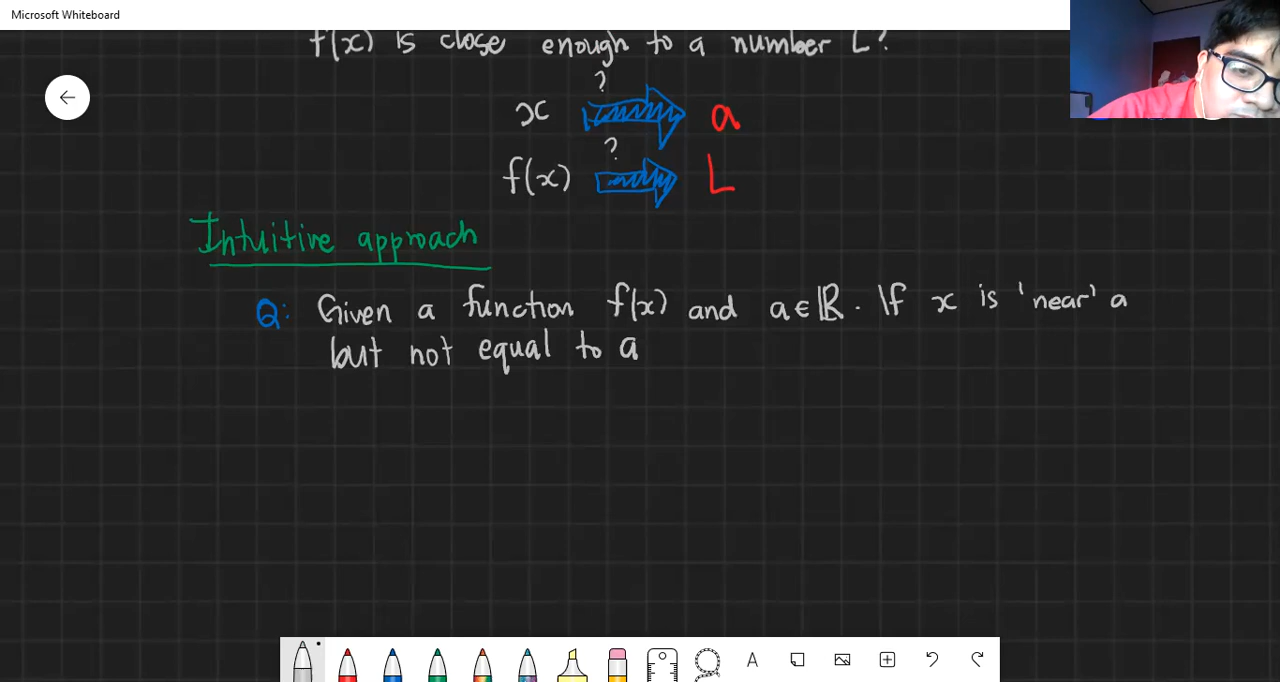 Microsoft Whiteboard
f(x) is close enough to a number L?
?
x a
?
f(x) L
Intuitive approach
Q: Given a function f(x) and a ∈ ℝ. If x is 'near' a
but not equal to a
A